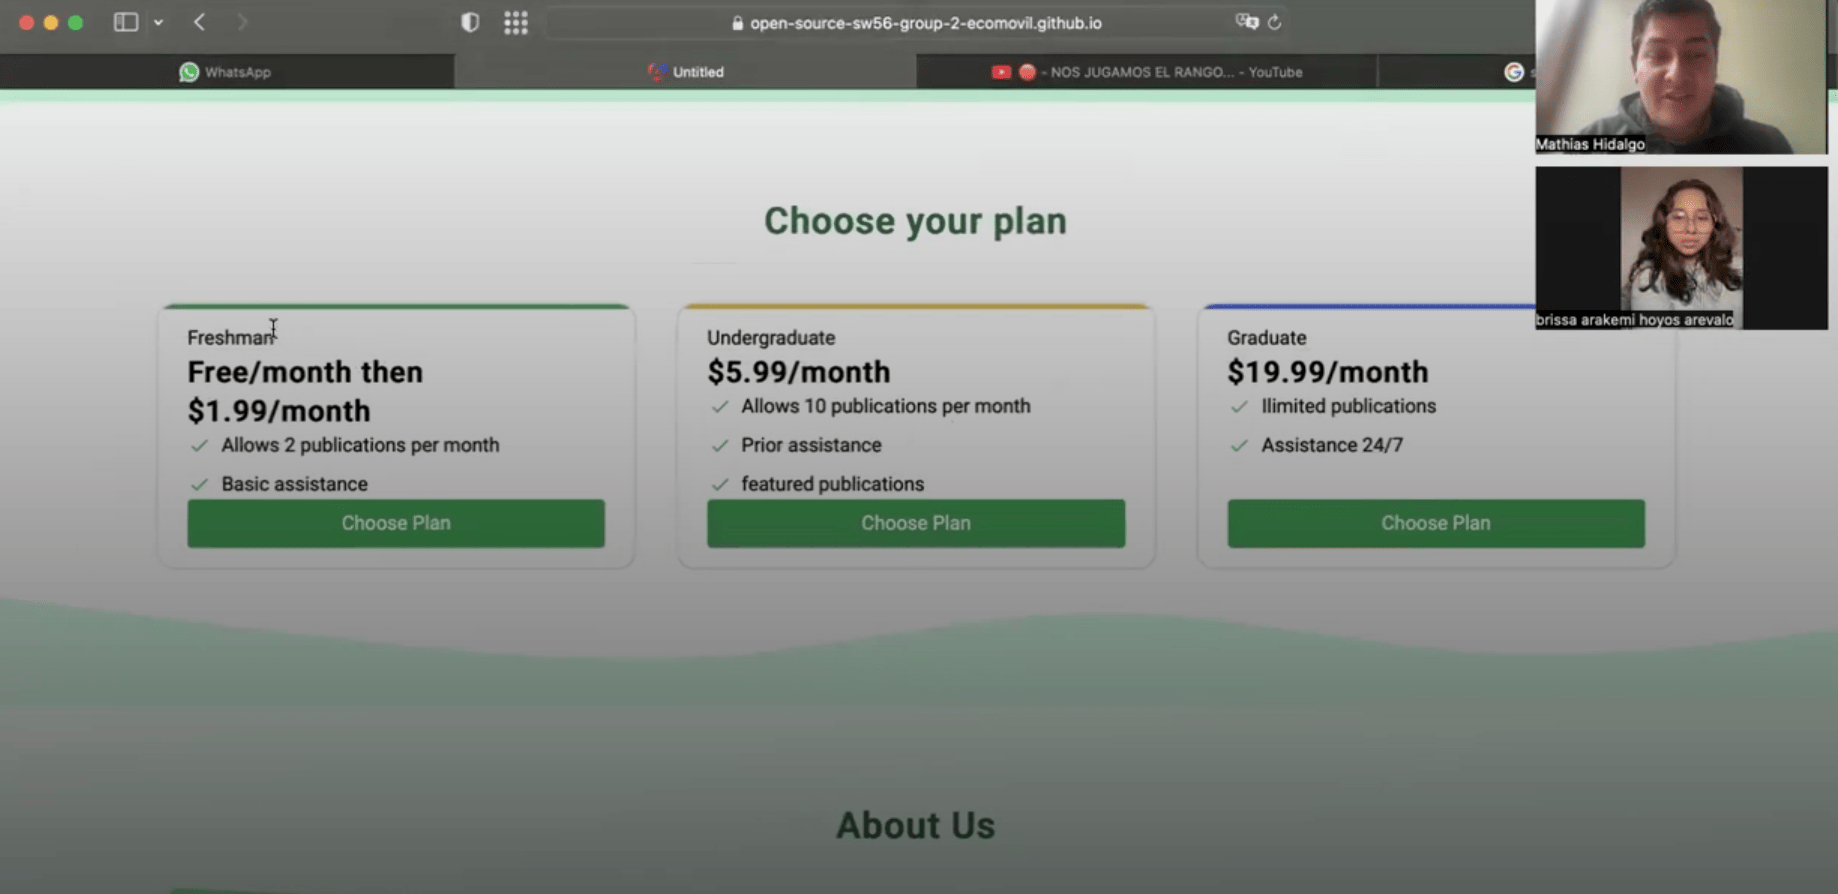 open-source-sw56-group-2-ecomovil.github.io
WhatsApp
Untitled
- NOS JUGAMOS EL RANGO... - YouTube
Mathias Hidalgo
brissa arakemi hoyos arevalo
Choose your plan
Freshman
Free/month then
$1.99/month
Allows 2 publications per month
Basic assistance
Choose Plan
Undergraduate
$5.99/month
Allows 10 publications per month
Prior assistance
featured publications
Choose Plan
Graduate
$19.99/month
Ilimited publications
Assistance 24/7
Choose Plan
About Us